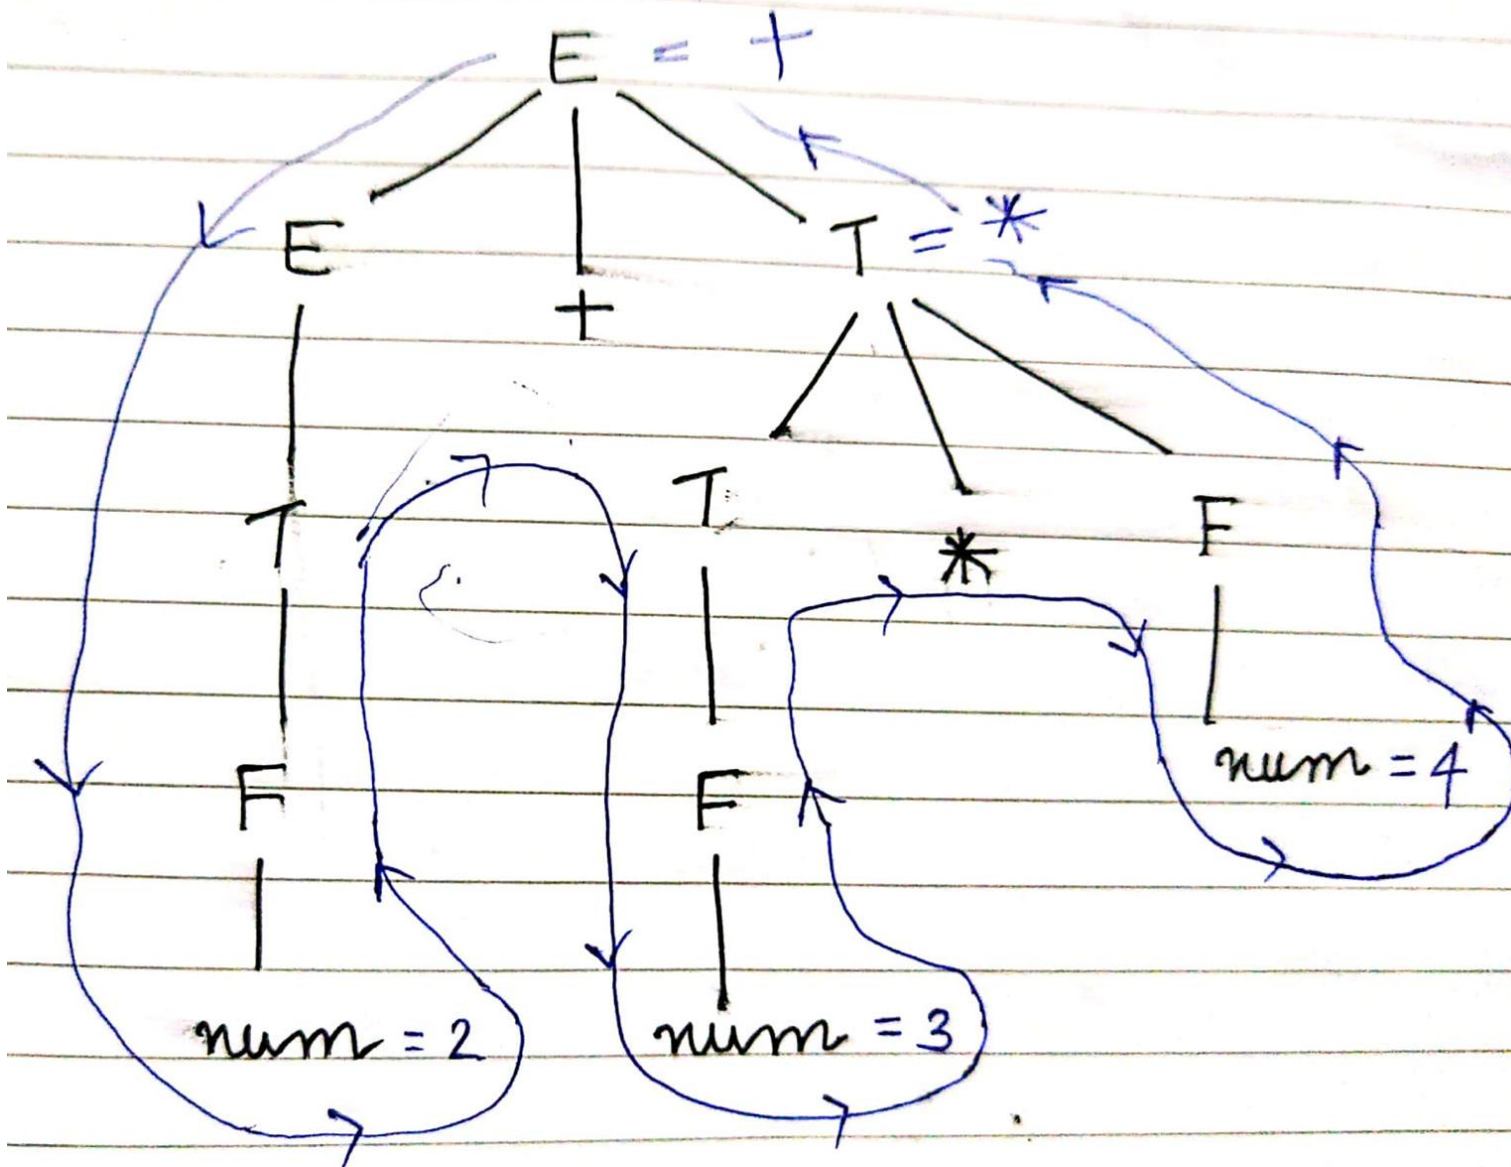 E = +
E + T = *
T T * F
F F num = 4
num = 2 num = 3